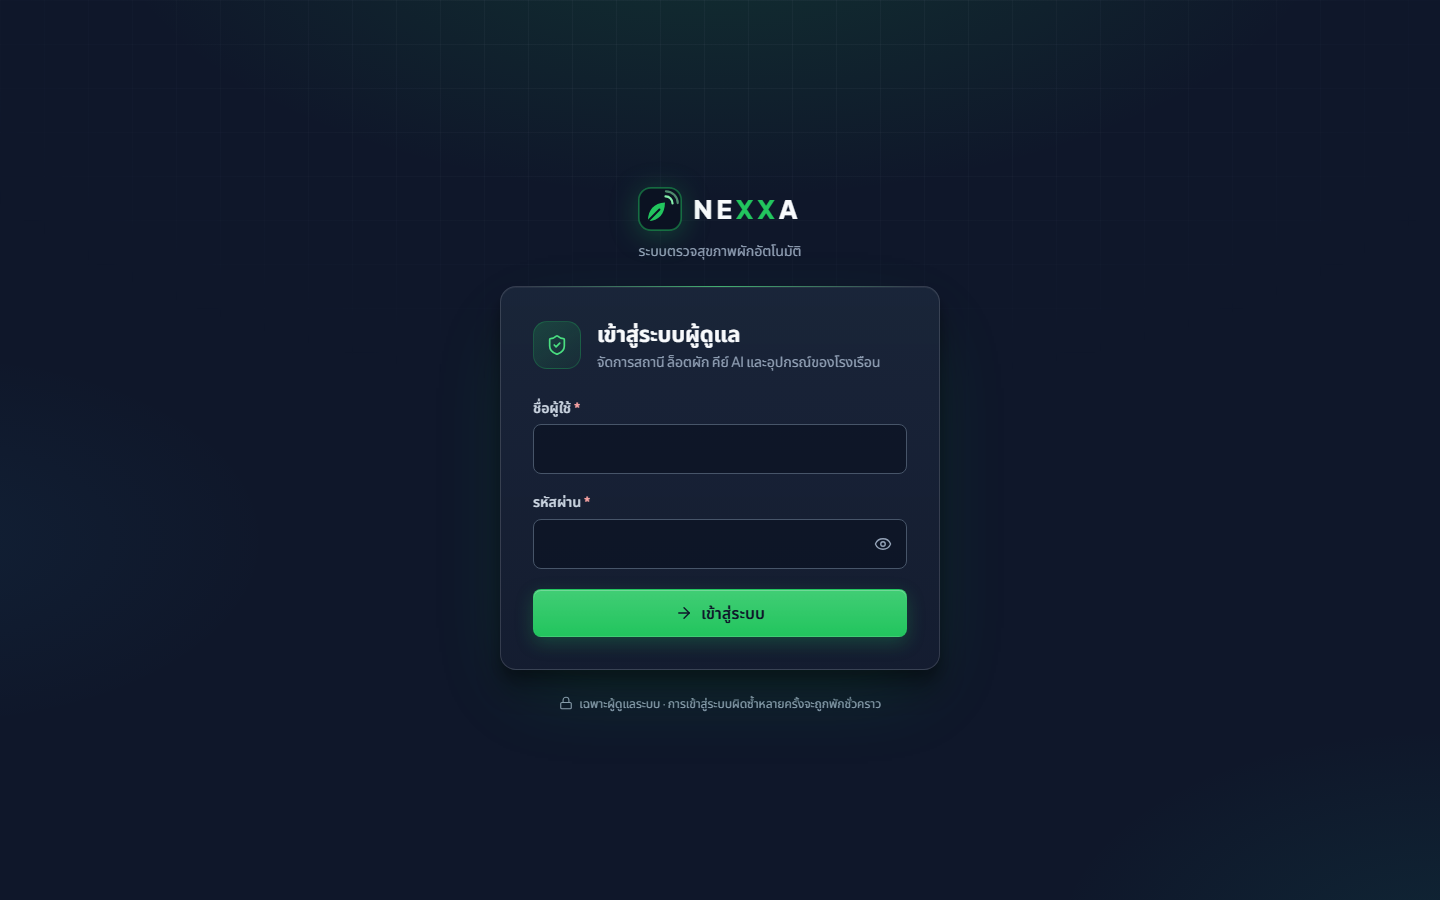 NEXXA
ระบบตรวจสุขภาพผักอัตโนมัติ
เข้าสู่ระบบผู้ดูแล
จัดการสถานี ล็อตผัก คีย์ AI และอุปกรณ์ของโรงเรือน
ชื่อผู้ใช้ *
รหัสผ่าน *
เข้าสู่ระบบ
เฉพาะผู้ดูแลระบบ · การเข้าสู่ระบบผิดซ้ำหลายครั้งจะถูกพักชั่วคราว